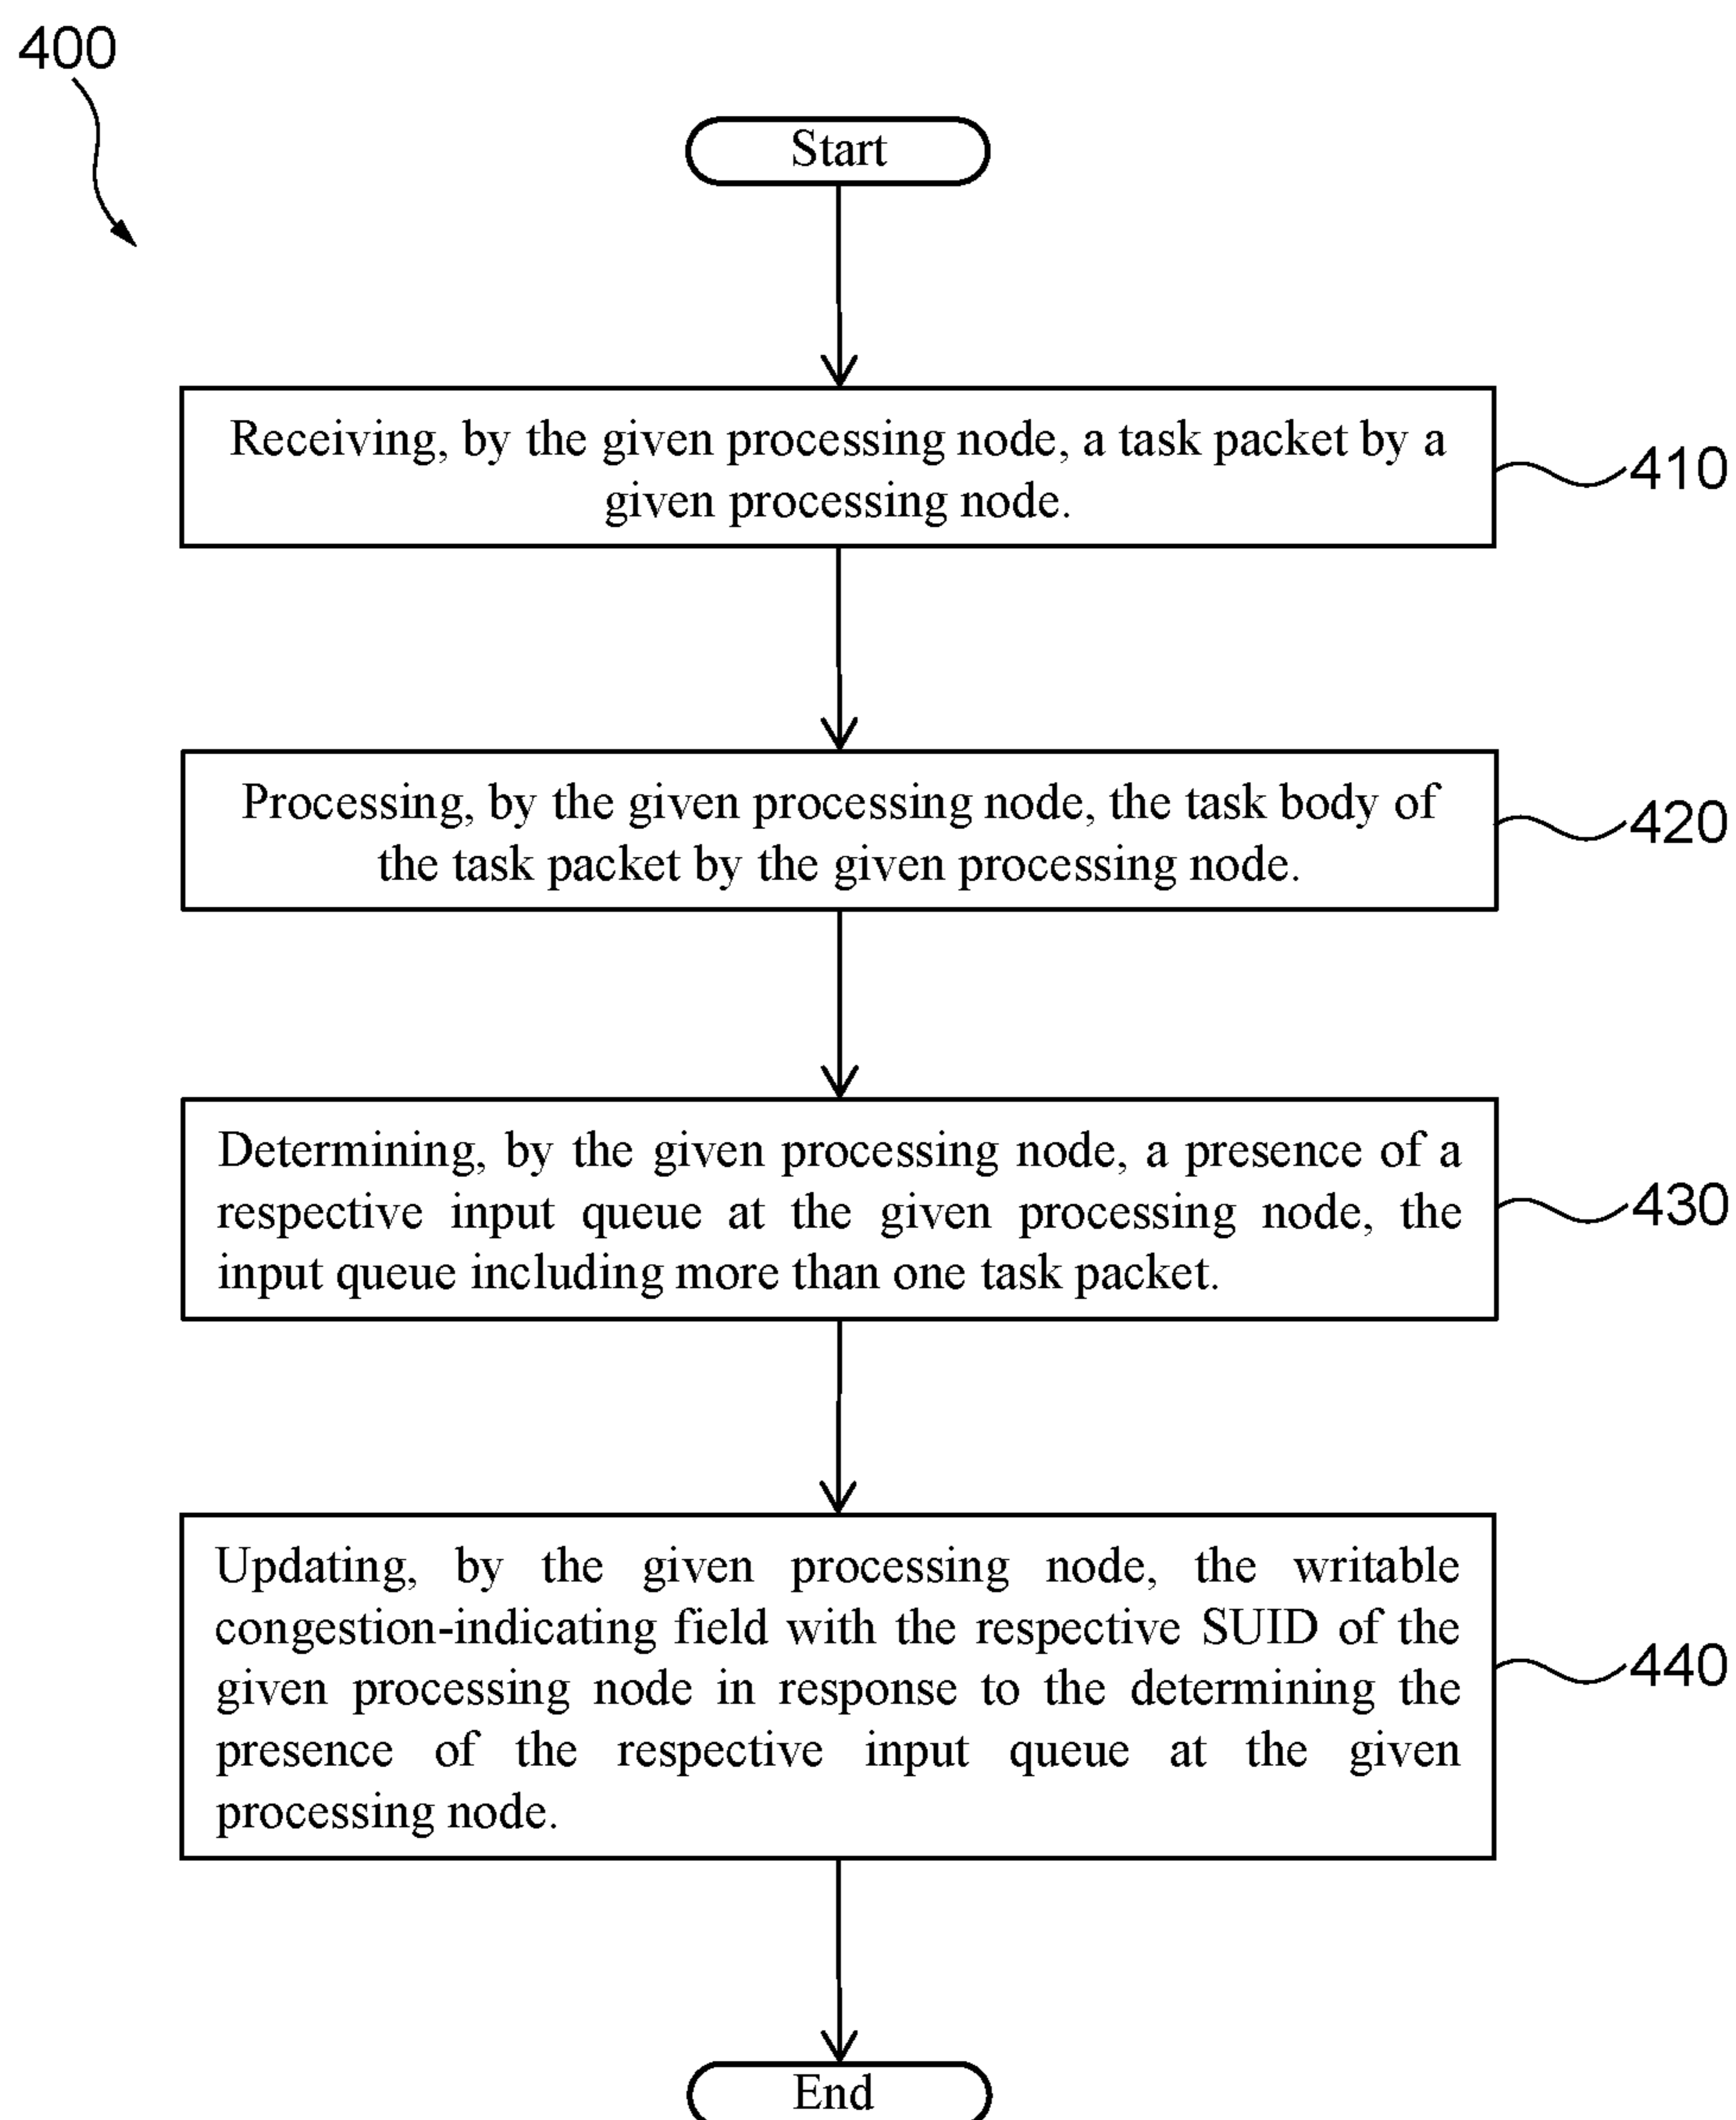 400
Start
Receiving, by the given processing node, a task packet by a
given processing node.
410
Processing, by the given processing node, the task body of
the task packet by the given processing node.
420
Determining, by the given processing node, a presence of a
respective input queue at the given processing node, the
input queue including more than one task packet.
430
Updating, by the given processing node, the writable
congestion-indicating field with the respective SUID of the
given processing node in response to the determining the
presence of the respective input queue at the given
processing node.
440
End